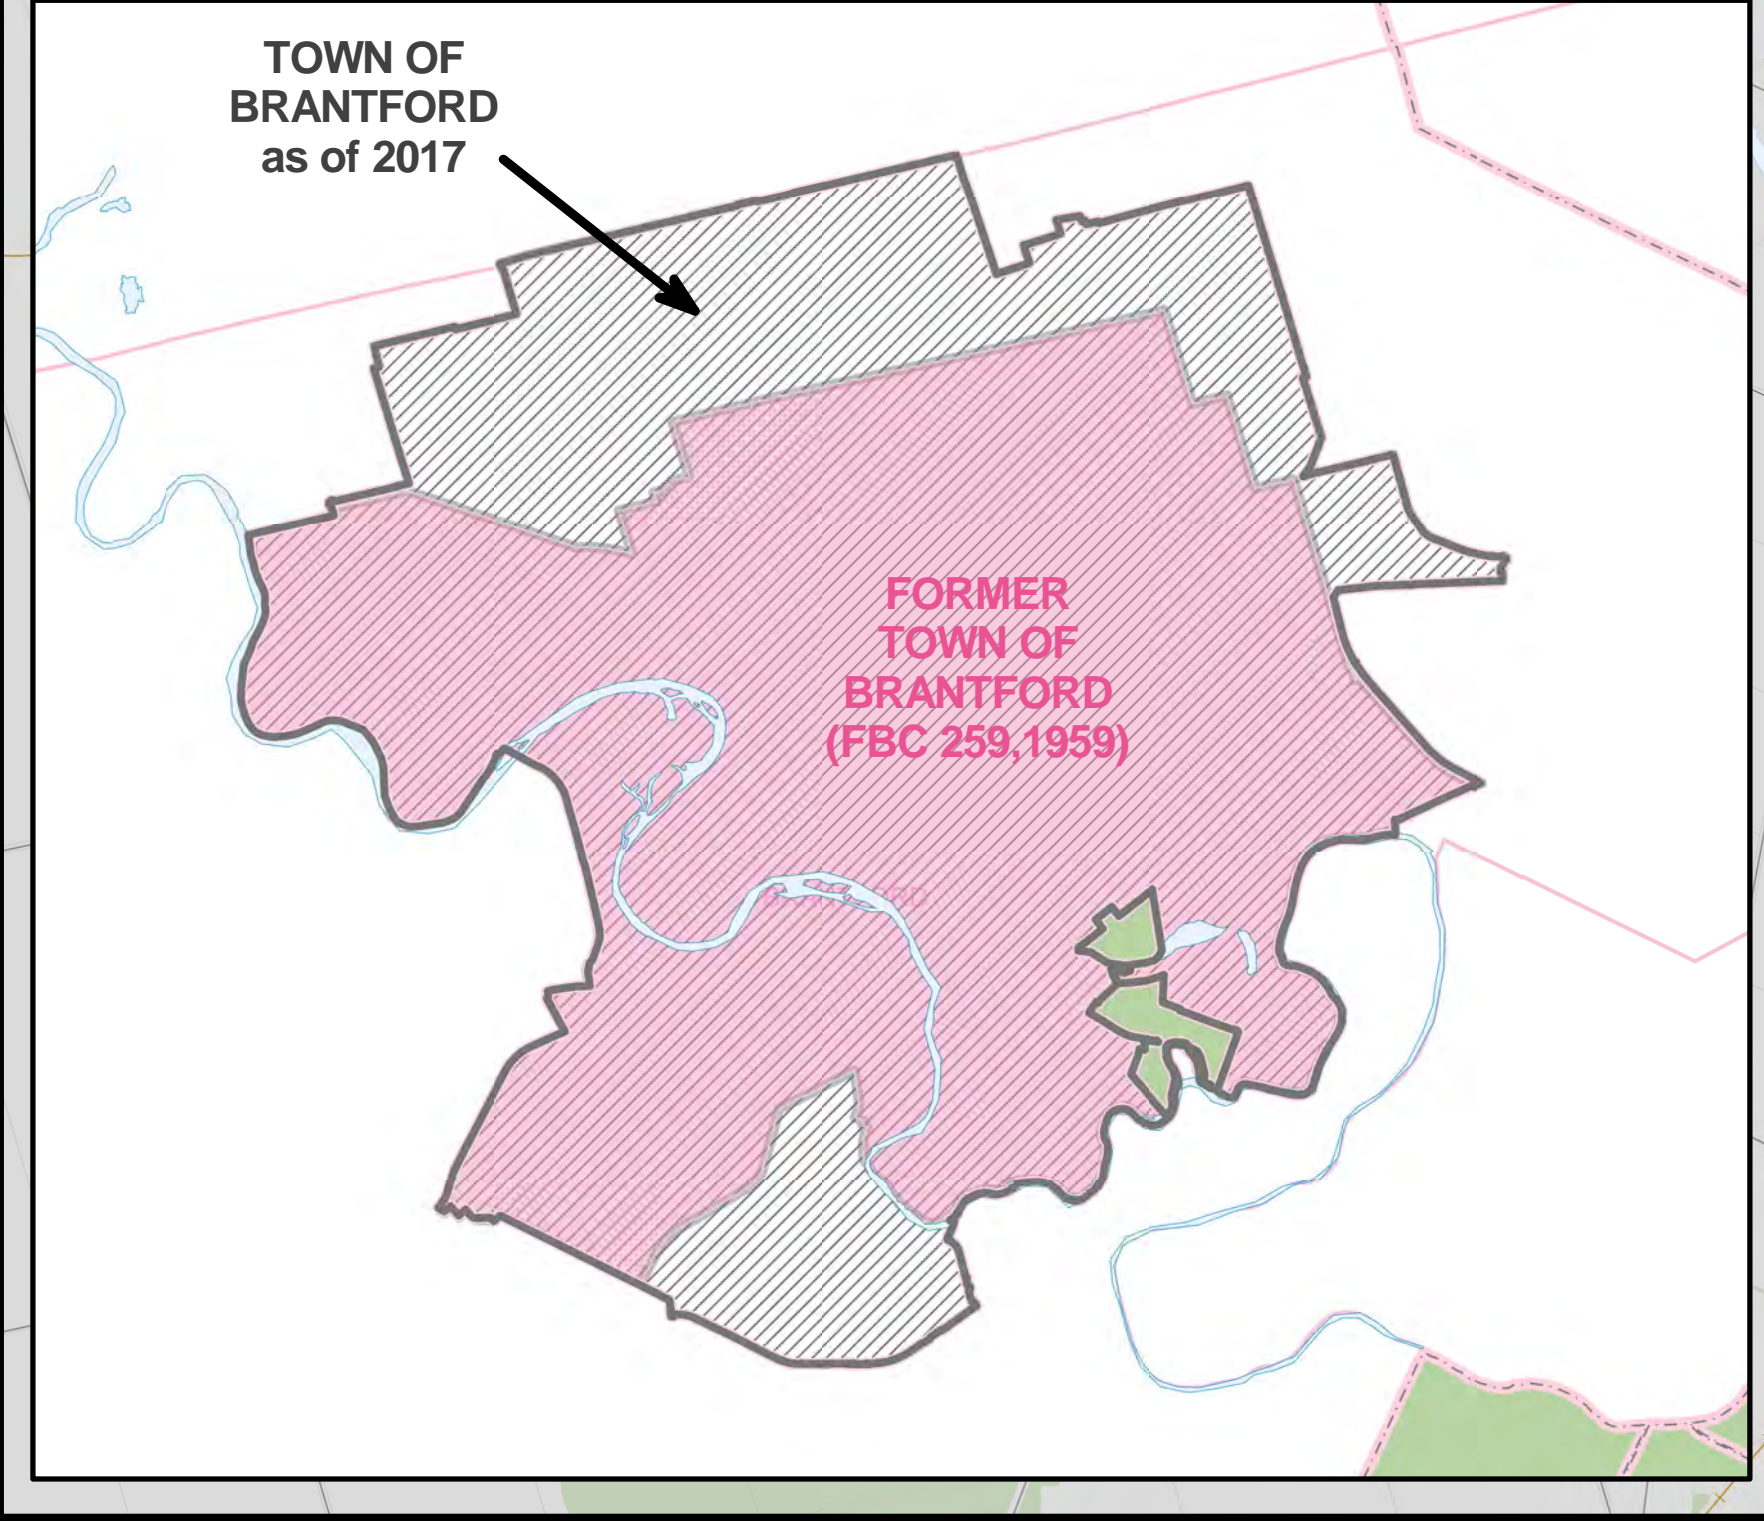 TOWN OF
BRANTFORD
as of 2017
FORMER
TOWN OF
BRANTFORD
(FBC 259,1959)